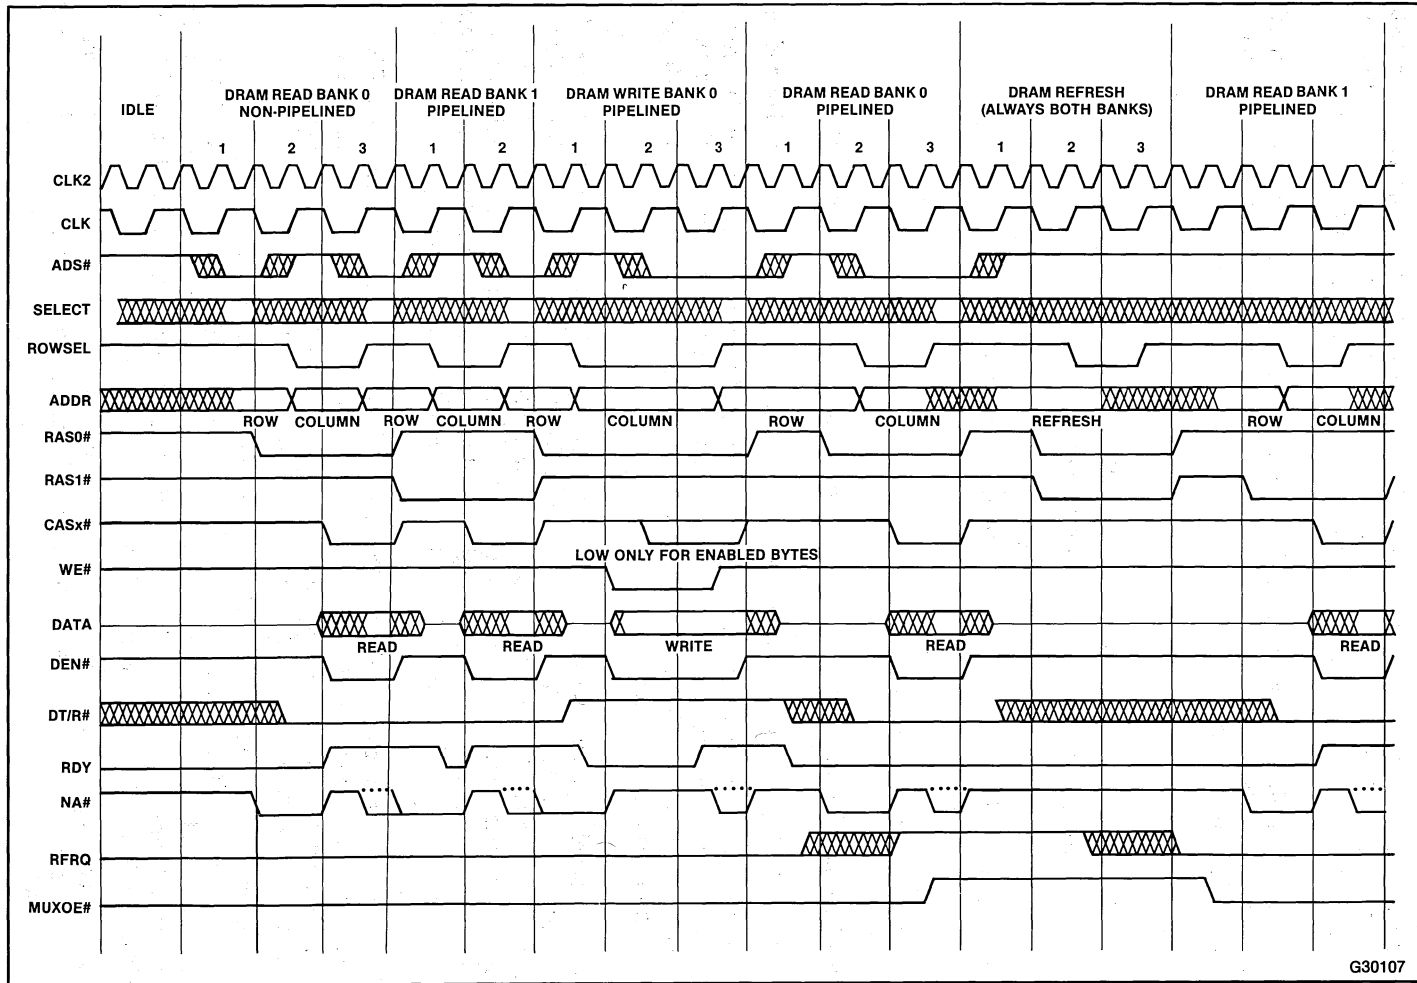 IDLE
DRAM READ BANK 0
NON-PIPELINED
DRAM READ BANK 1
PIPELINED
DRAM WRITE BANK 0
PIPELINED
DRAM READ BANK 0
PIPELINED
DRAM REFRESH
(ALWAYS BOTH BANKS)
DRAM READ BANK 1
PIPELINED
1 2 3 1 2 1 2 3 1 2 3 1 2 3
CLK2
CLK
ADS#
SELECT
ROWSEL
ADDR
ROW COLUMN ROW COLUMN ROW COLUMN ROW COLUMN REFRESH ROW COLUMN
RAS0#
RAS1#
CASx#
LOW ONLY FOR ENABLED BYTES
WE#
DATA
READ READ WRITE READ READ
DEN#
DT/R#
RDY
NA#
RFRQ
MUXOE#
G30107